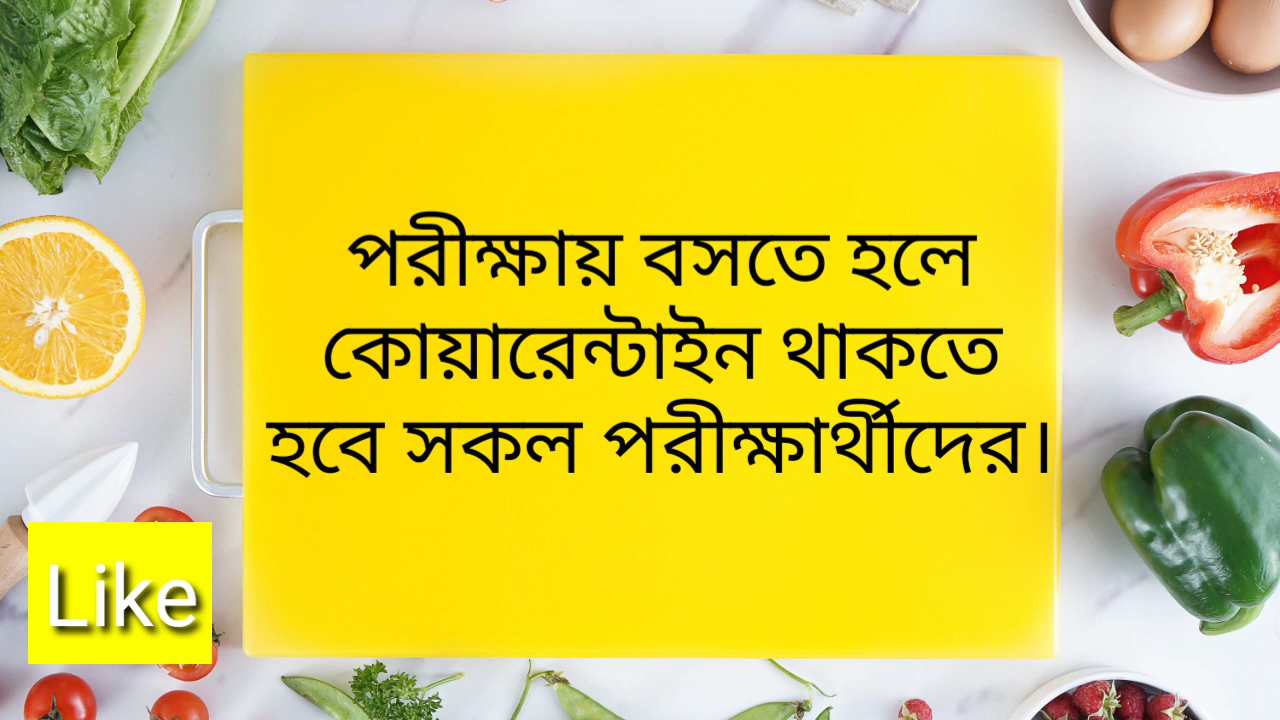 পরীক্ষায় বসতে হলে
কোয়ারেন্টাইন থাকতে
হবে সকল পরীক্ষার্থীদের।
Like